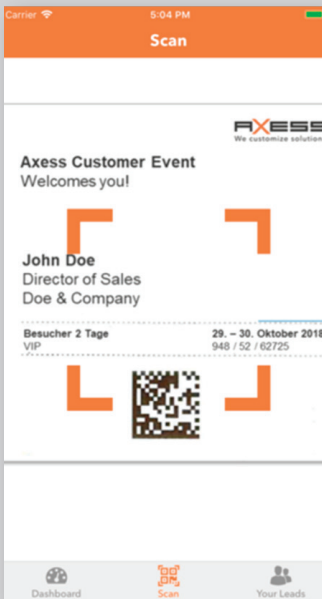 Carrier 5:04 PM
Scan
AXESS
We customize solution
Axess Customer Event
Welcomes you!
John Doe
Director of Sales
Doe & Company
Besucher 2 Tage 29. – 30. Oktober 2018
VIP 948 / 52 / 62725
Dashboard Scan Your Leads